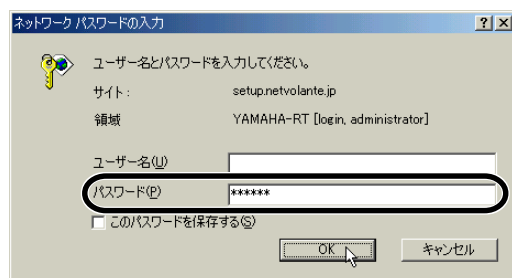 ネットワーク パスワードの入力
ユーザー名とパスワードを入力してください。
サイト: setup.netvolante.jp
領域 YAMAHA-RT [login, administrator]
ユーザー名(U)
パスワード(P) ******
このパスワードを保存する(S)
OK キャンセル